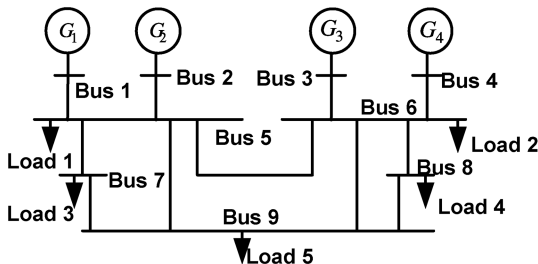 G1 G2 G3 G4
Bus 1 Bus 2 Bus 3 Bus 4
Bus 5 Bus 6
Load 1 Load 2
Bus 7 Bus 8
Load 3 Load 4
Bus 9
Load 5